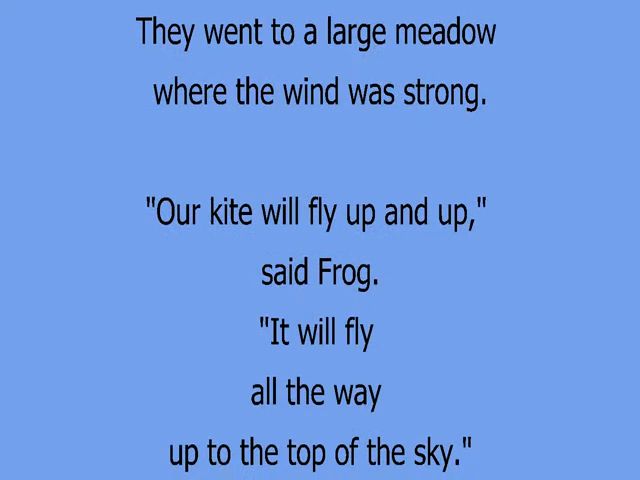 They went to a large meadow
where the wind was strong.
"Our kite will fly up and up,"
said Frog.
"It will fly
all the way
up to the top of the sky."